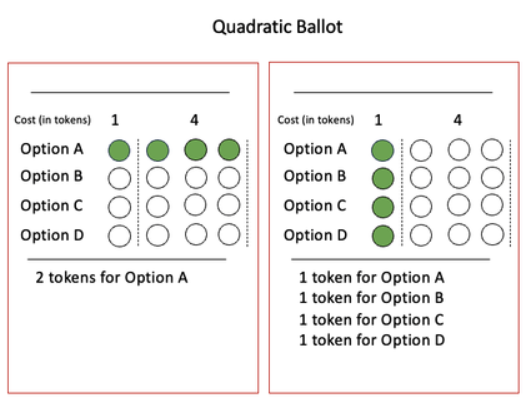 Quadratic Ballot
Cost (in tokens) 1 4
Option A
Option B
Option C
Option D
2 tokens for Option A
Cost (in tokens) 1 4
Option A
Option B
Option C
Option D
1 token for Option A
1 token for Option B
1 token for Option C
1 token for Option D